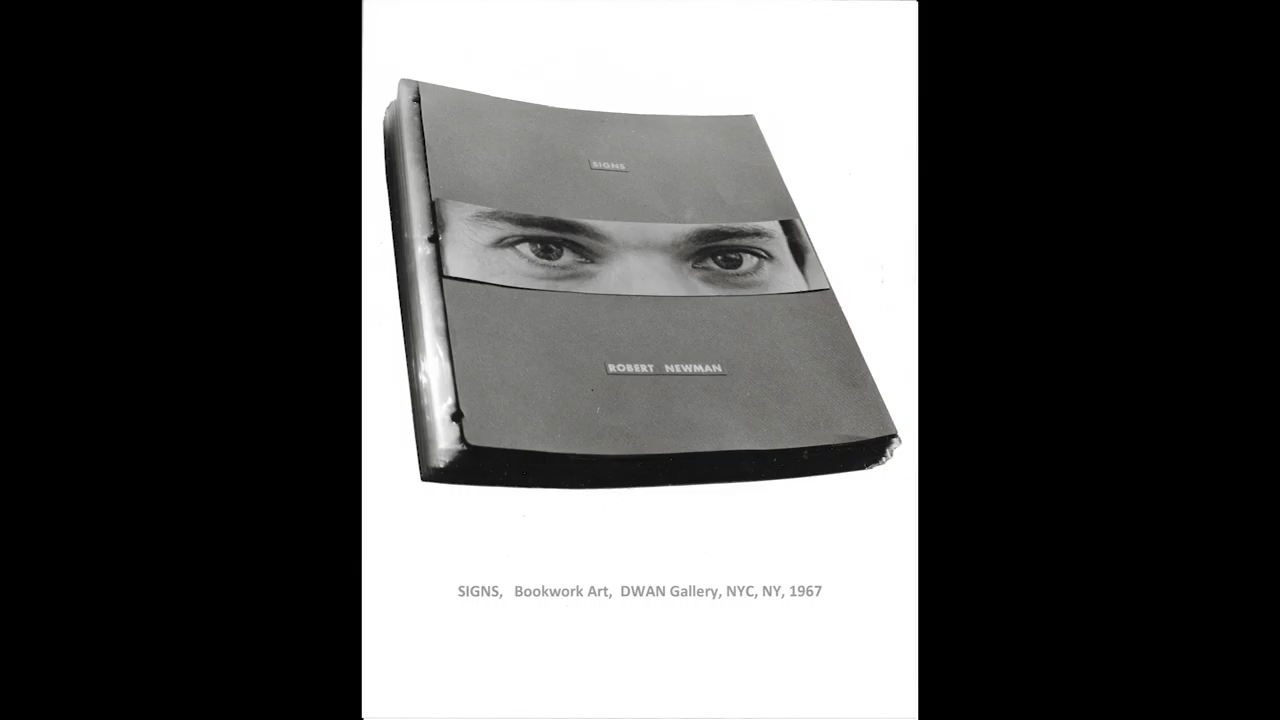 SIGNS
ROBERT NEWMAN
SIGNS, Bookwork Art, DWAN Gallery, NYC, NY, 1967